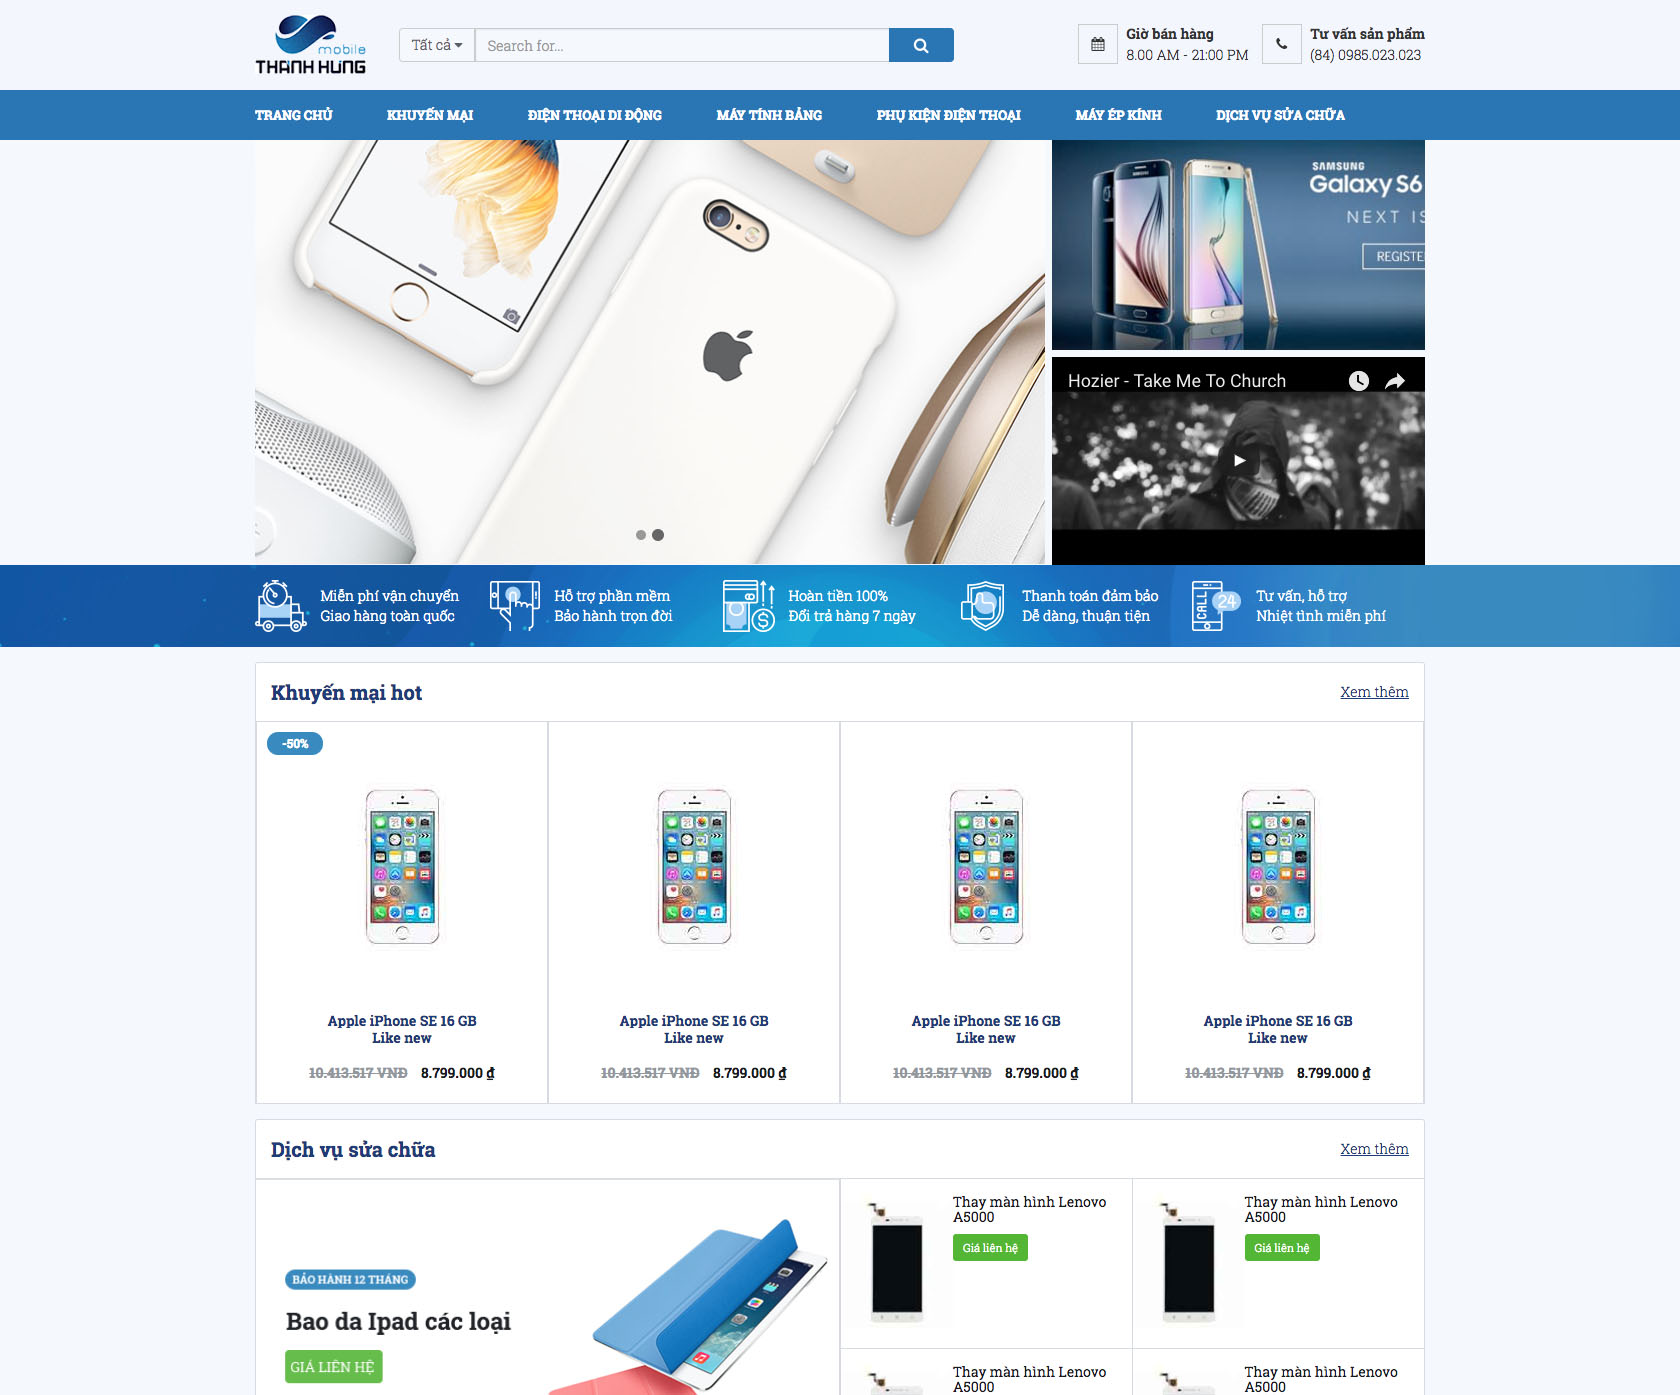 mobile
THÀNH HƯNG
Tất cả
Search for...
Giờ bán hàng
8.00 AM - 21:00 PM
Tư vấn sản phẩm
(84) 0985.023.023
TRANG CHỦ
KHUYẾN MẠI
ĐIỆN THOẠI DI ĐỘNG
MÁY TÍNH BẢNG
PHỤ KIỆN ĐIỆN THOẠI
MÁY ÉP KÍNH
DỊCH VỤ SỬA CHỮA
SAMSUNG
Galaxy S6
NEXT IS
REGISTE
Hozier - Take Me To Church
Miễn phí vận chuyển
Giao hàng toàn quốc
Hỗ trợ phần mềm
Bảo hành trọn đời
Hoàn tiền 100%
Đổi trả hàng 7 ngày
Thanh toán đảm bảo
Dễ dàng, thuận tiện
CALL
24
Tư vấn, hỗ trợ
Nhiệt tình miễn phí
Khuyến mại hot
Xem thêm
-50%
Apple iPhone SE 16 GB
Like new
10.413.517 VNĐ 8.799.000 ₫
Apple iPhone SE 16 GB
Like new
10.413.517 VNĐ 8.799.000 ₫
Apple iPhone SE 16 GB
Like new
10.413.517 VNĐ 8.799.000 ₫
Apple iPhone SE 16 GB
Like new
10.413.517 VNĐ 8.799.000 ₫
Dịch vụ sửa chữa
Xem thêm
BẢO HÀNH 12 THÁNG
Bao da Ipad các loại
GIÁ LIÊN HỆ
Thay màn hình Lenovo
A5000
Giá liên hệ
Thay màn hình Lenovo
A5000
Giá liên hệ
Thay màn hình Lenovo
A5000
Thay màn hình Lenovo
A5000